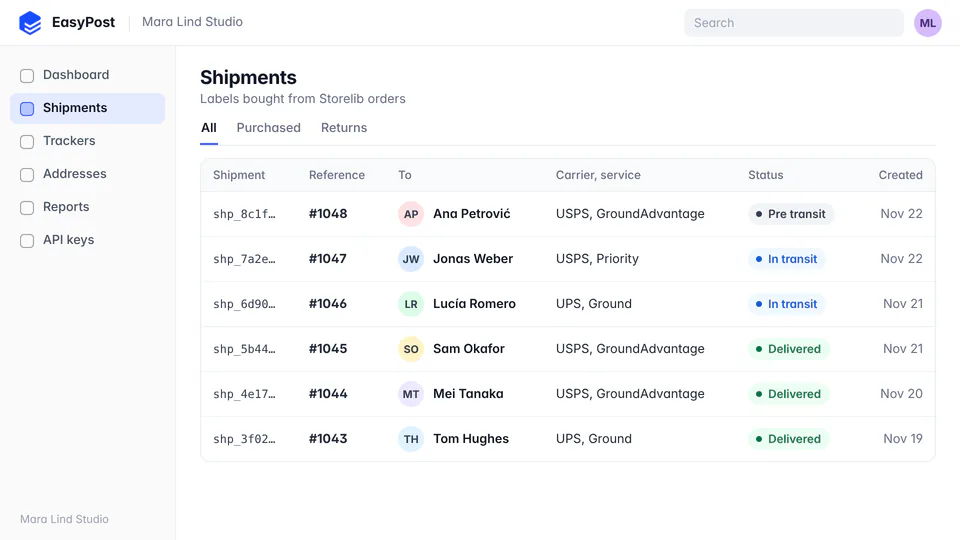 EasyPost Mara Lind Studio Search ML
Dashboard
Shipments
Trackers
Addresses
Reports
API keys
Mara Lind Studio
Shipments
Labels bought from Storelib orders
All Purchased Returns
Shipment Reference To Carrier, service Status Created
shp_8c1f… #1048 AP Ana Petrović USPS, GroundAdvantage Pre transit Nov 22
shp_7a2e… #1047 JW Jonas Weber USPS, Priority In transit Nov 22
shp_6d90… #1046 LR Lucía Romero UPS, Ground In transit Nov 21
shp_5b44… #1045 SO Sam Okafor USPS, GroundAdvantage Delivered Nov 21
shp_4e17… #1044 MT Mei Tanaka USPS, GroundAdvantage Delivered Nov 20
shp_3f02… #1043 TH Tom Hughes UPS, Ground Delivered Nov 19